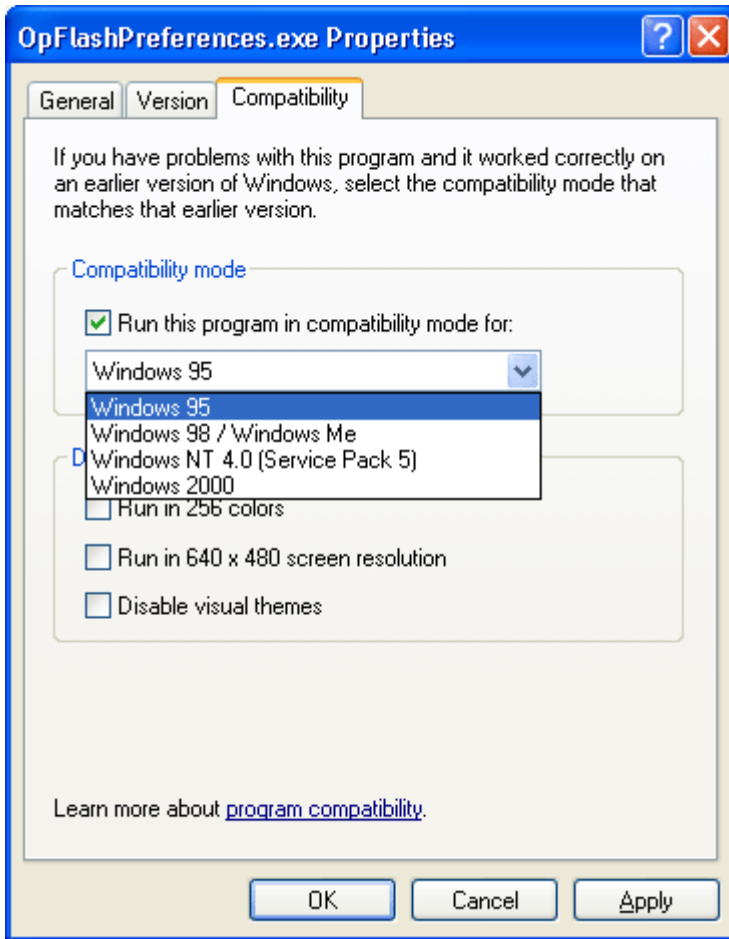 OpFlashPreferences.exe Properties
General Version Compatibility
If you have problems with this program and it worked correctly on
an earlier version of Windows, select the compatibility mode that
matches that earlier version.
Compatibility mode
Run this program in compatibility mode for:
Windows 95
Windows 95
Windows 98 / Windows Me
Windows NT 4.0 (Service Pack 5)
Windows 2000
Run in 256 colors
Run in 640 x 480 screen resolution
Disable visual themes
Learn more about program compatibility.
OK Cancel Apply